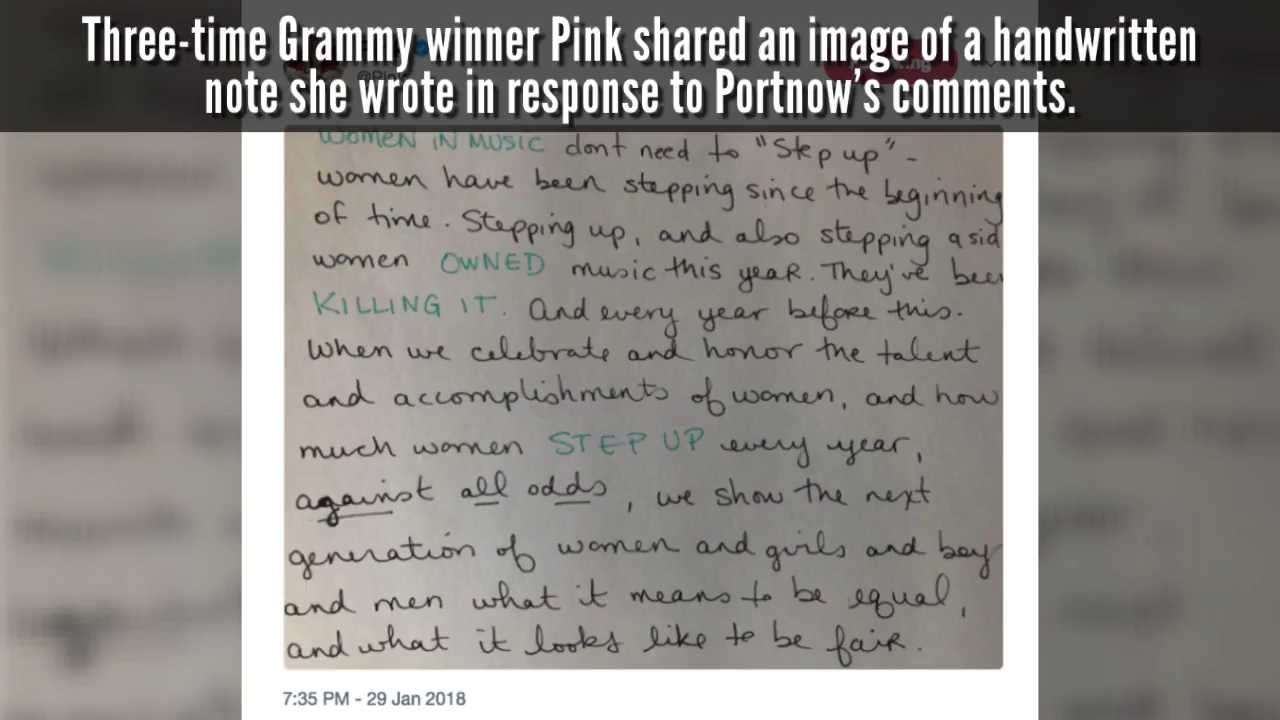 Three-time Grammy winner Pink shared an image of a handwritten
note she wrote in response to Portnow's comments.
WOMEN IN MUSIC dont need to "Step up" -
women have been stepping since the beginning
of time. Stepping up, and also stepping asid
women OWNED music this year. They've bee
KILLING IT. And every year before this.
When we celebrate and honor the talent
and accomplishments of women, and how
much women STEP UP every year,
against all odds, we show the next
generation of women and girls and boy
and men what it means to be equal,
and what it looks like to be fair.
7:35 PM - 29 Jan 2018